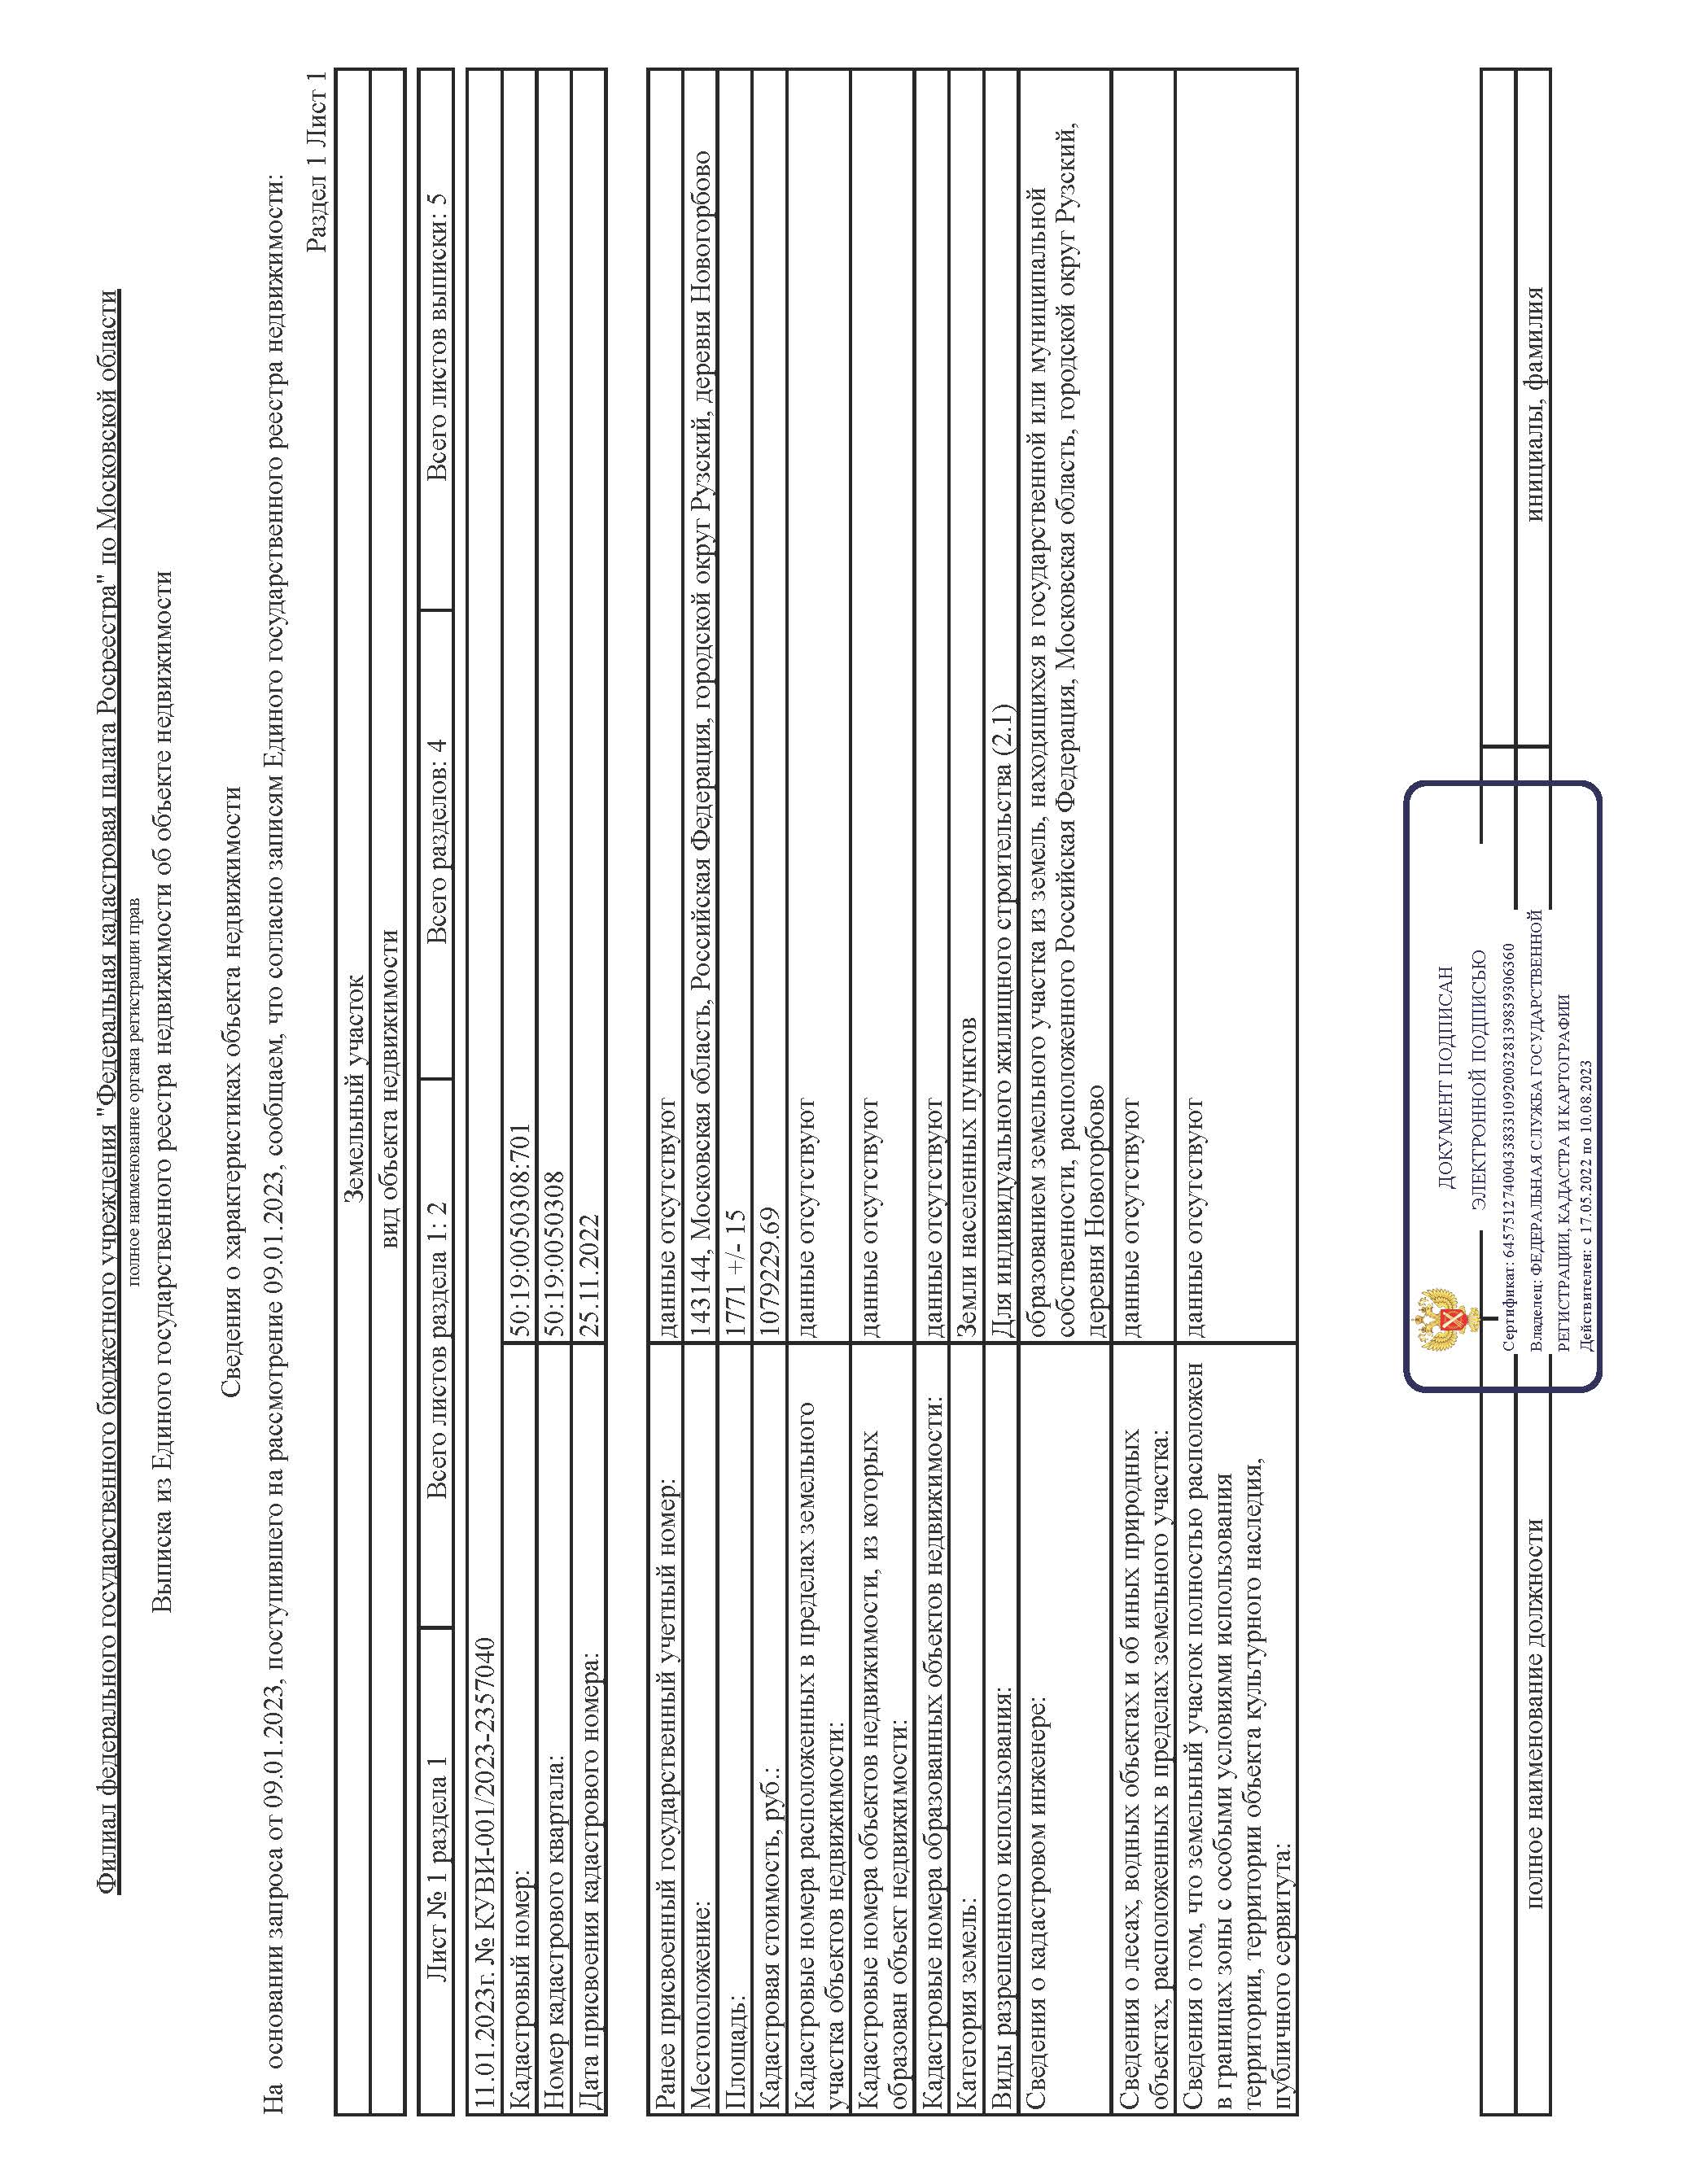 Филиал федерального государственного бюджетного учреждения "Федеральная кадастровая палата Росреестра" по Московской области
полное наименование органа регистрации прав
Выписка из Единого государственного реестра недвижимости об объекте недвижимости
Сведения о характеристиках объекта недвижимости
На основании запроса от 09.01.2023, поступившего на рассмотрение 09.01.2023, сообщаем, что согласно записям Единого государственного реестра недвижимости:
Раздел 1 Лист 1
Земельный участок
вид объекта недвижимости
Лист № 1 раздела 1 Всего листов раздела 1: 2 Всего разделов: 4 Всего листов выписки: 5
11.01.2023г. № КУВИ-001/2023-2357040
Кадастровый номер: 50:19:0050308:701
Номер кадастрового квартала: 50:19:0050308
Дата присвоения кадастрового номера: 25.11.2022
Ранее присвоенный государственный учетный номер: данные отсутствуют
Местоположение: 143144, Московская область, Российская Федерация, городской округ Рузский, деревня Новогорбово
Площадь: 1771 +/- 15
Кадастровая стоимость, руб.: 1079229.69
Кадастровые номера расположенных в пределах земельного данные отсутствуют
участка объектов недвижимости:
Кадастровые номера объектов недвижимости, из которых данные отсутствуют
образован объект недвижимости:
Кадастровые номера образованных объектов недвижимости: данные отсутствуют
Категория земель: Земли населенных пунктов
Виды разрешенного использования: Для индивидуального жилищного строительства (2.1)
Сведения о кадастровом инженере: образованием земельного участка из земель, находящихся в государственной или муниципальной
собственности, расположенного Российская Федерация, Московская область, городской округ Рузский,
деревня Новогорбово
Сведения о лесах, водных объектах и об иных природных данные отсутствуют
объектах, расположенных в пределах земельного участка:
Сведения о том, что земельный участок полностью расположен данные отсутствуют
в границах зоны с особыми условиями использования
территории, территории объекта культурного наследия,
публичного сервитута:
ДОКУМЕНТ ПОДПИСАН
ЭЛЕКТРОННОЙ ПОДПИСЬЮ
Сертификат: 64575127400433833109200328139839306360
Владелец: ФЕДЕРАЛЬНАЯ СЛУЖБА ГОСУДАРСТВЕННОЙ
РЕГИСТРАЦИИ, КАДАСТРА И КАРТОГРАФИИ
Действителен: с 17.05.2022 по 10.08.2023
полное наименование должности инициалы, фамилия